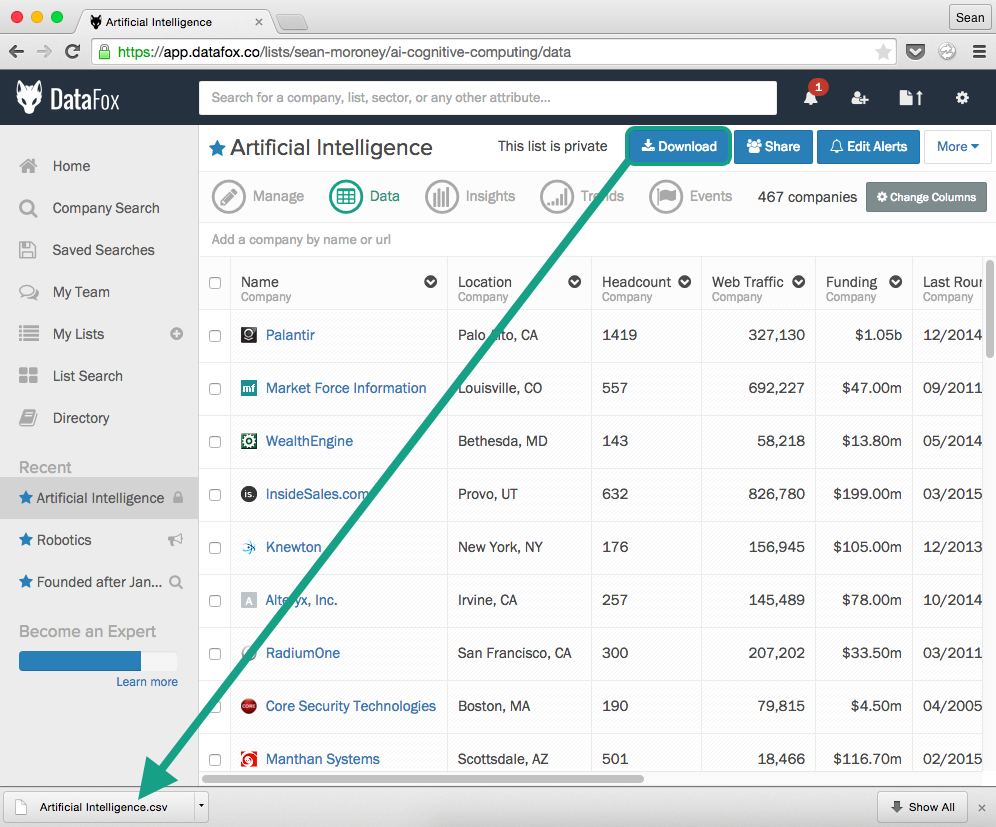 Artificial Intelligence
Sean
https://app.datafox.co/lists/sean-moroney/ai-cognitive-computing/data
DataFox
Search for a company, list, sector, or any other attribute...
1
Home
Company Search
Saved Searches
My Team
My Lists
List Search
Directory
Recent
Artificial Intelligence
Robotics
Founded after Jan...
Become an Expert
Learn more
Artificial Intelligence This list is private Download Share Edit Alerts More
Manage Data Insights Trends Events 467 companies Change Columns
Add a company by name or url
Name Location Headcount Web Traffic Funding Last Roun
Company Company Company Company Company Company
Palantir Palo Alto, CA 1419 327,130 $1.05b 12/2014
mf Market Force Information Louisville, CO 557 692,227 $47.00m 09/2011
WealthEngine Bethesda, MD 143 58,218 $13.80m 05/2014
is. InsideSales.com Provo, UT 632 826,780 $199.00m 03/2015
Knewton New York, NY 176 156,945 $105.00m 12/2013
A Alteryx, Inc. Irvine, CA 257 145,489 $78.00m 10/2014
RadiumOne San Francisco, CA 300 207,202 $33.50m 03/2011
CORE Core Security Technologies Boston, MA 190 79,815 $4.50m 04/2005
Manthan Systems Scottsdale, AZ 501 18,466 $116.70m 02/2015
Artificial Intelligence.csv
Show All